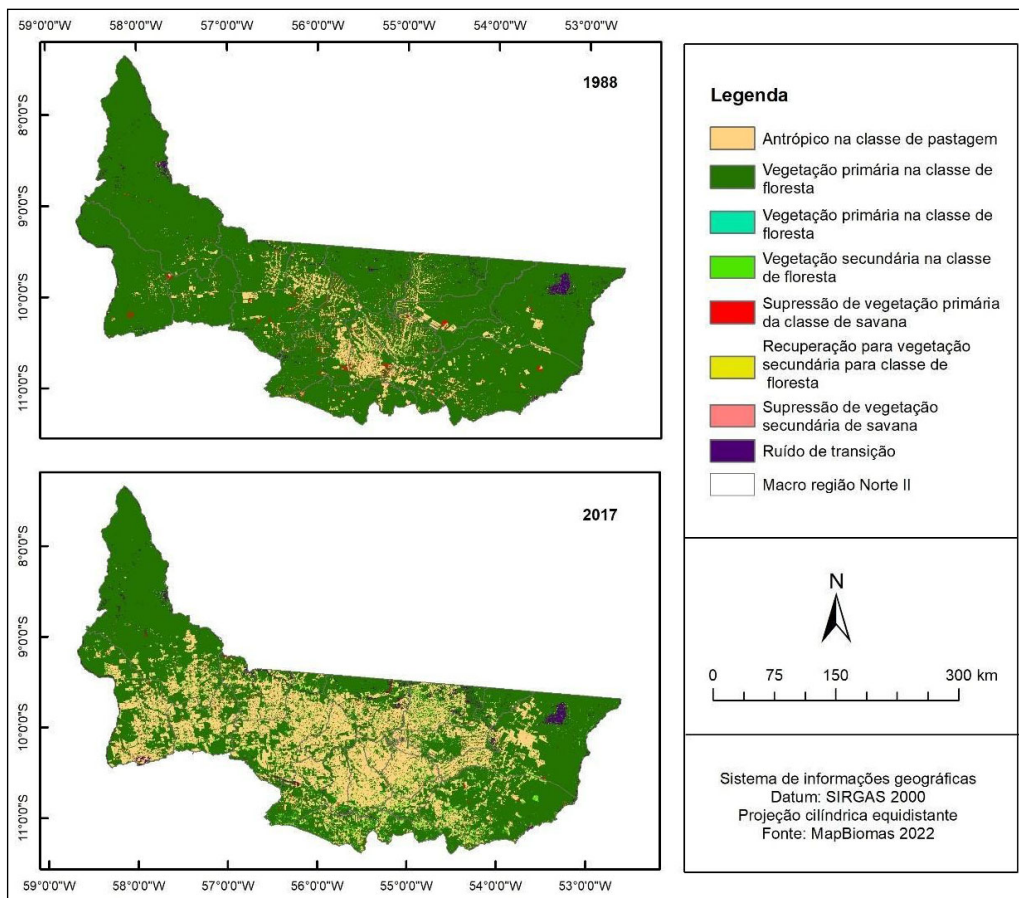 59°0'0"W 58°0'0"W 57°0'0"W 56°0'0"W 55°0'0"W 54°0'0"W 53°0'0"W
1988
8°0'0"S
9°0'0"S
10°0'0"S
11°0'0"S
2017
8°0'0"S
9°0'0"S
10°0'0"S
11°0'0"S
59°0'0"W 58°0'0"W 57°0'0"W 56°0'0"W 55°0'0"W 54°0'0"W 53°0'0"W
Legenda
Antrópico na classe de pastagem
Vegetação primária na classe de
floresta
Vegetação primária na classe de
floresta
Vegetação secundária na classe
de floresta
Supressão de vegetação primária
da classe de savana
Recuperação para vegetação
secundária para classe de
floresta
Supressão de vegetação
secundária de savana
Ruído de transição
Macro região Norte II
N
0 75 150 300 km
Sistema de informações geográficas
Datum: SIRGAS 2000
Projeção cilíndrica equidistante
Fonte: MapBiomas 2022